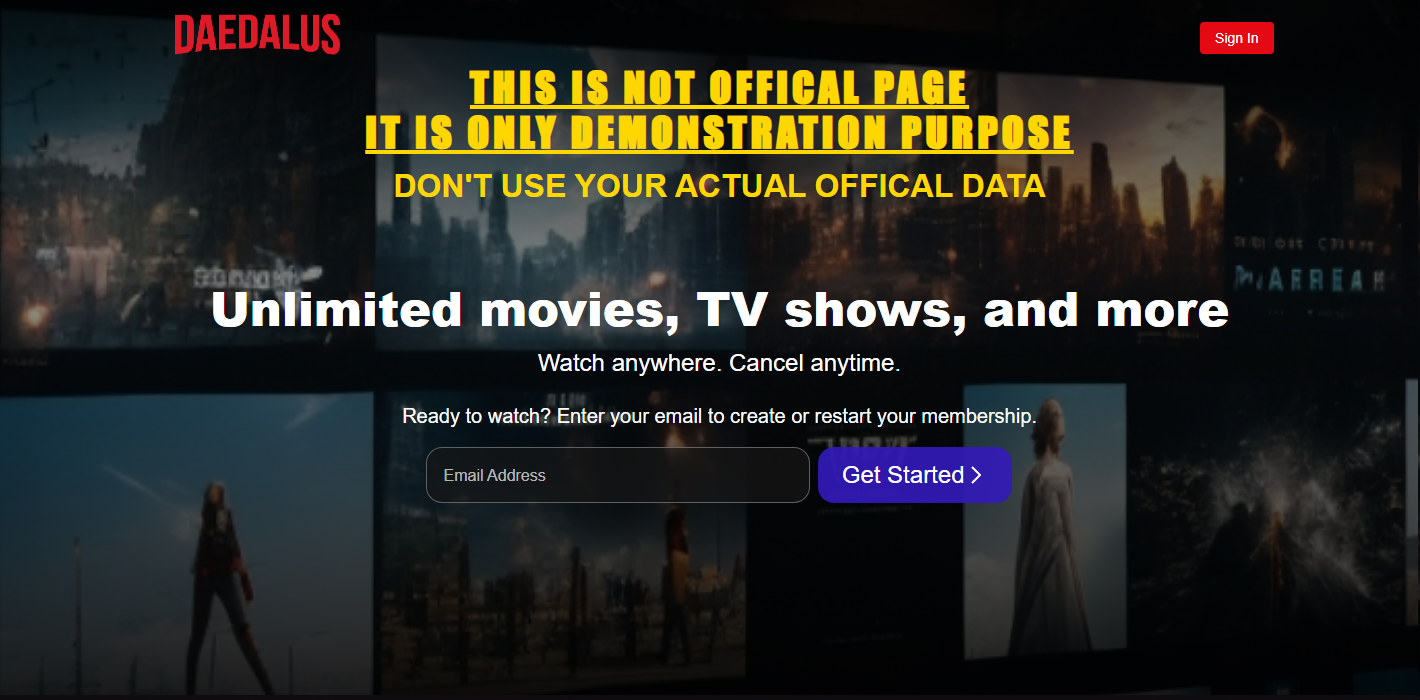 DAEDALUS
Sign In
THIS IS NOT OFFICAL PAGE
IT IS ONLY DEMONSTRATION PURPOSE
DON'T USE YOUR ACTUAL OFFICAL DATA
Unlimited movies, TV shows, and more
Watch anywhere. Cancel anytime.
Ready to watch? Enter your email to create or restart your membership.
Email Address
Get Started